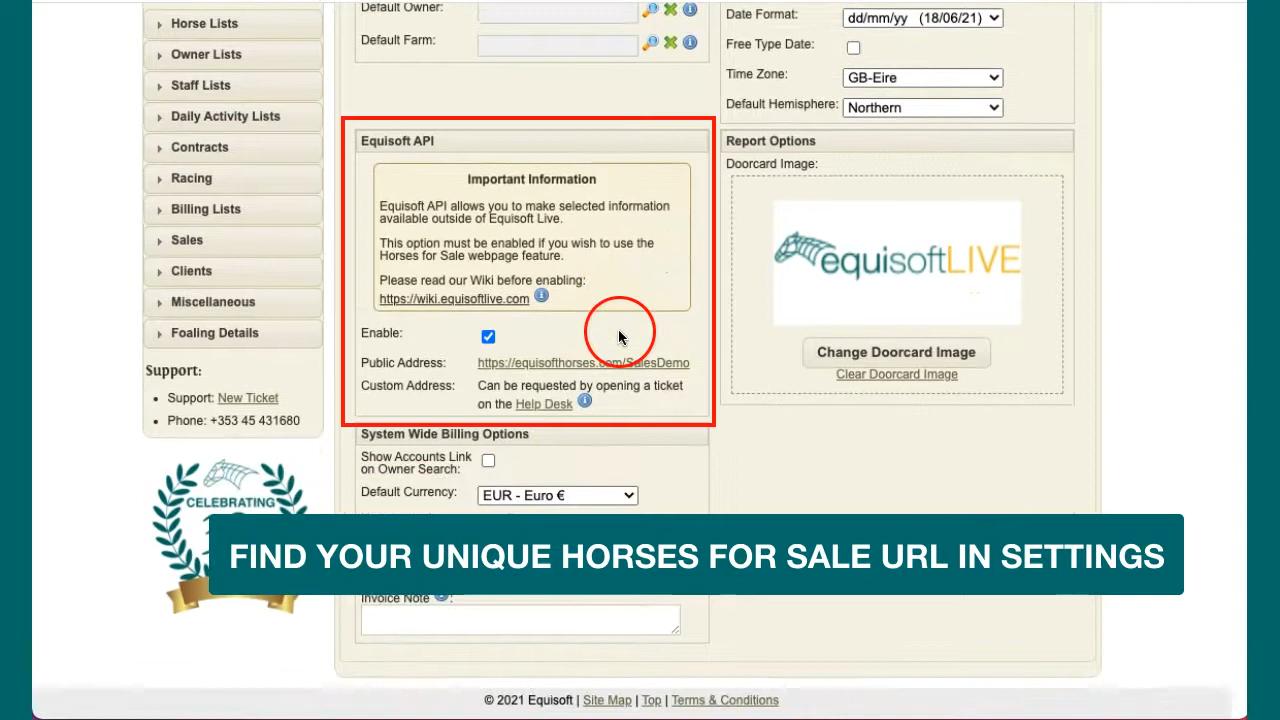 Horse Lists
Owner Lists
Staff Lists
Daily Activity Lists
Contracts
Racing
Billing Lists
Sales
Clients
Miscellaneous
Foaling Details
Support:
• Support: New Ticket
• Phone: +353 45 431680
CELEBRATING
Default Owner:
Default Farm:
Equisoft API
Important Information
Equisoft API allows you to make selected information
available outside of Equisoft Live.
This option must be enabled if you wish to use the
Horses for Sale webpage feature.
Please read our Wiki before enabling:
https://wiki.equisoftlive.com
Enable:
Public Address: https://equisofthorses.com/SalesDemo
Custom Address: Can be requested by opening a ticket
on the Help Desk
System Wide Billing Options
Show Accounts Link
on Owner Search:
Default Currency: EUR - Euro €
Invoice Note :
Date Format: dd/mm/yy (18/06/21)
Free Type Date:
Time Zone: GB-Eire
Default Hemisphere: Northern
Report Options
Doorcard Image:
equisoftLIVE
Change Doorcard Image
Clear Doorcard Image
FIND YOUR UNIQUE HORSES FOR SALE URL IN SETTINGS
© 2021 Equisoft | Site Map | Top | Terms & Conditions